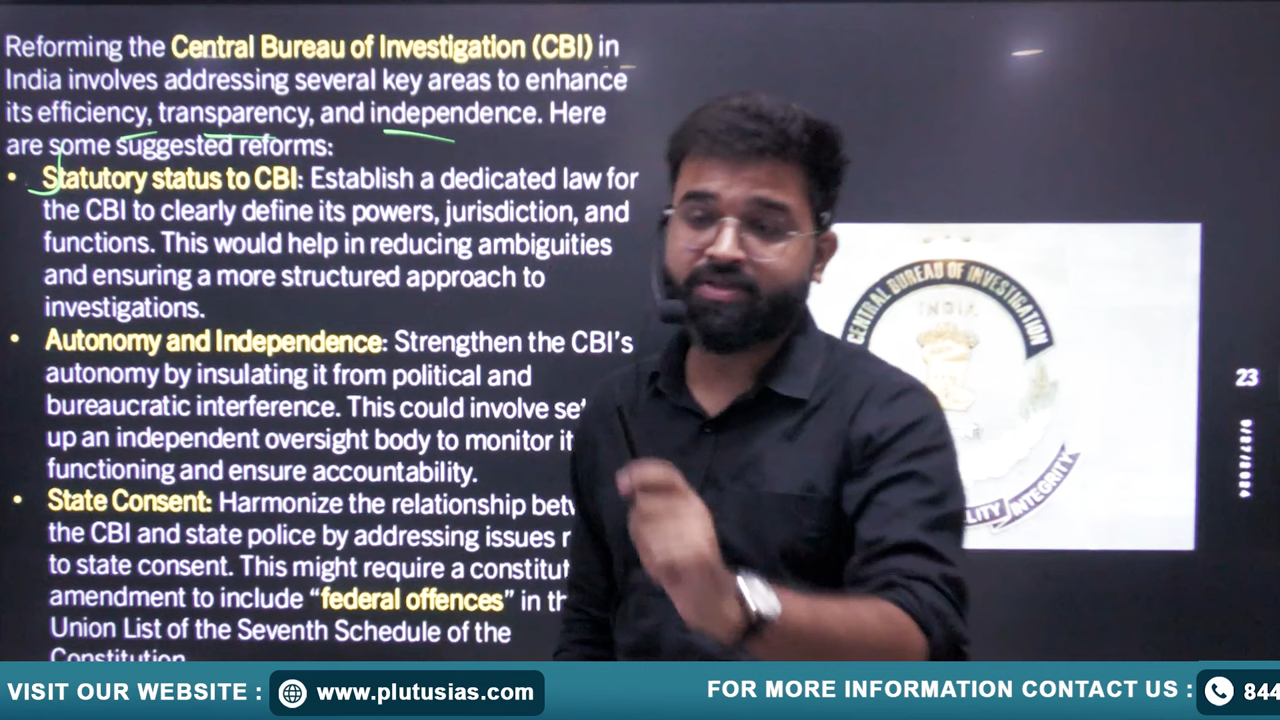 Reforming the Central Bureau of Investigation (CBI) in
India involves addressing several key areas to enhance
its efficiency, transparency, and independence. Here
are some suggested reforms:
• Statutory status to CBI: Establish a dedicated law for
the CBI to clearly define its powers, jurisdiction, and
functions. This would help in reducing ambiguities
and ensuring a more structured approach to
investigations.
• Autonomy and Independence: Strengthen the CBI's
autonomy by insulating it from political and
bureaucratic interference. This could involve
up an independent oversight body to monitor
functioning and ensure accountability.
• State Consent: Harmonize the relationship
the CBI and state police by addressing issues
to state consent. This might require a
amendment to include “federal offences” in
Union List of the Seventh Schedule of the
Constitution
CENTRAL BUREAU OF INVESTIGATION
INDIA
INTEGRITY
23
VISIT OUR WEBSITE : www.plutusias.com
FOR MORE INFORMATION CONTACT US : 844